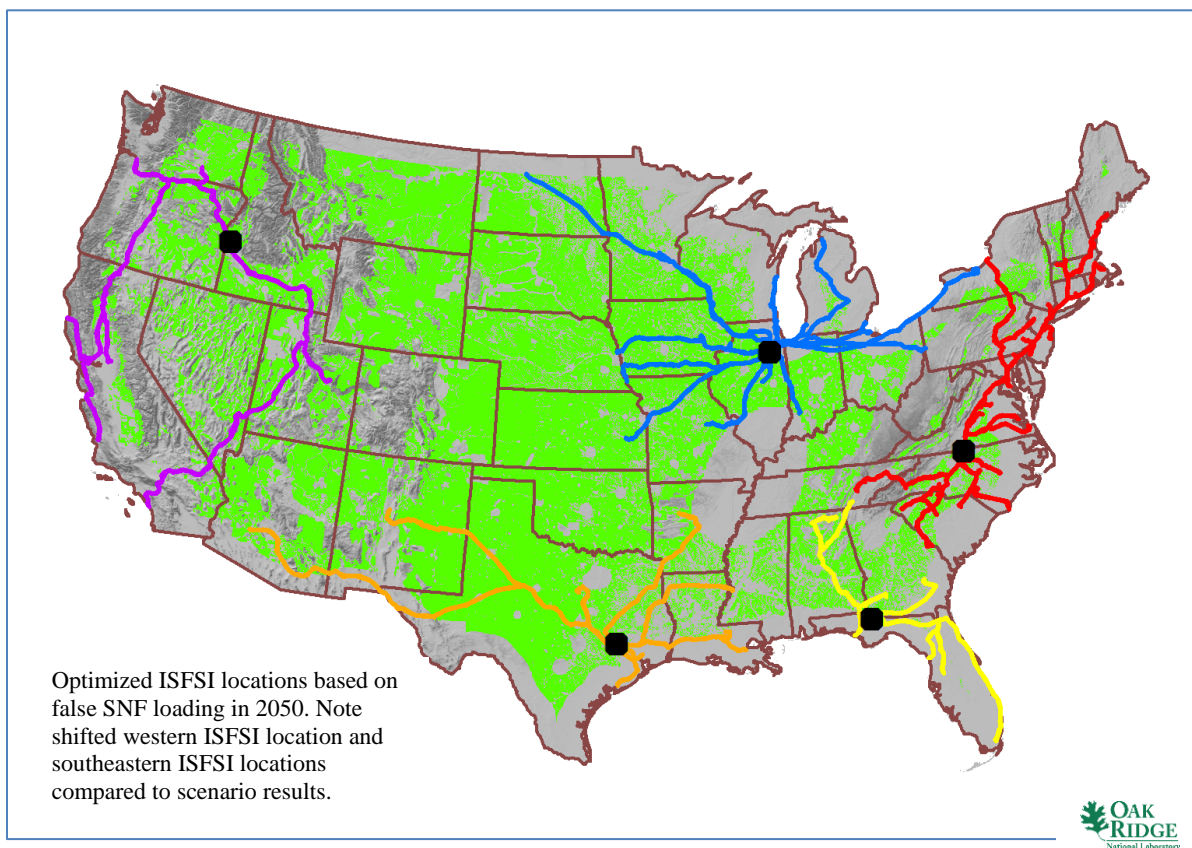 Optimized ISFSI locations based on
false SNF loading in 2050. Note
shifted western ISFSI location and
southeastern ISFSI locations
compared to scenario results.
OAK
RIDGE
National Laboratory